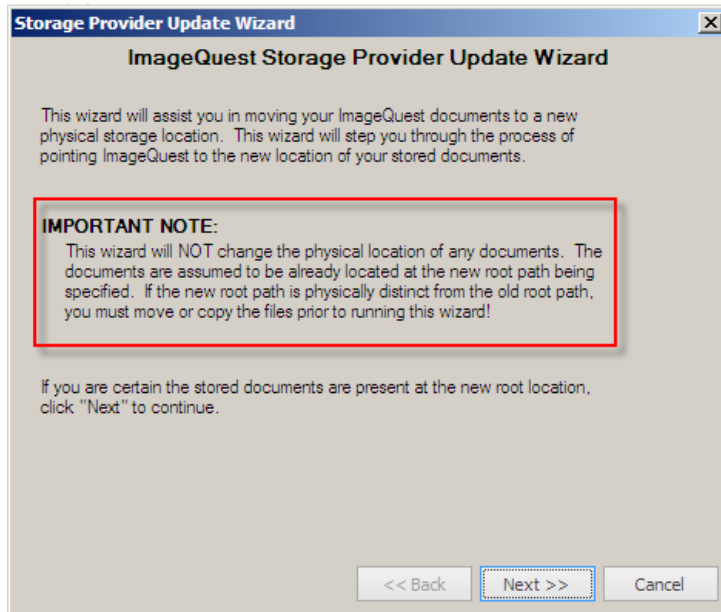 Storage Provider Update Wizard
ImageQuest Storage Provider Update Wizard
This wizard will assist you in moving your ImageQuest documents to a new
physical storage location. This wizard will step you through the process of
pointing ImageQuest to the new location of your stored documents.
IMPORTANT NOTE:
This wizard will NOT change the physical location of any documents. The
documents are assumed to be already located at the new root path being
specified. If the new root path is physically distinct from the old root path,
you must move or copy the files prior to running this wizard!
If you are certain the stored documents are present at the new root location,
click "Next" to continue.
<< Back Next >> Cancel